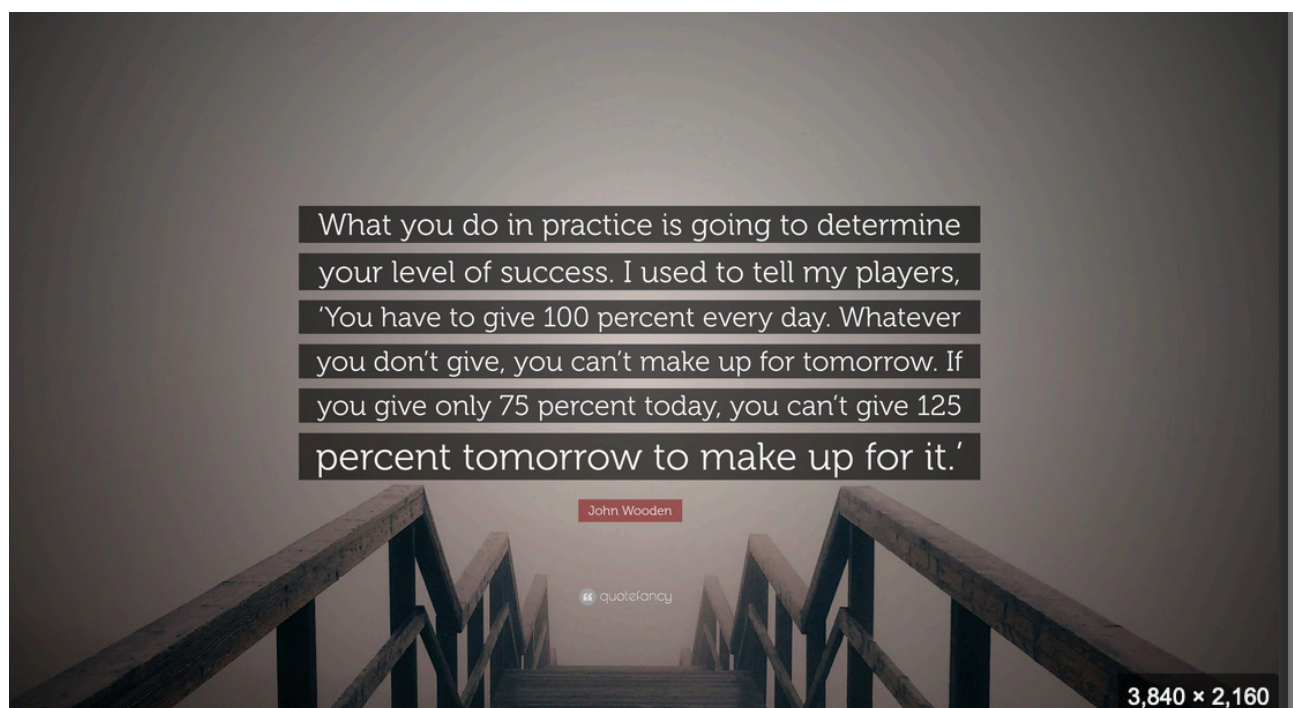 What you do in practice is going to determine
your level of success. I used to tell my players,
‘You have to give 100 percent every day. Whatever
you don’t give, you can’t make up for tomorrow. If
you give only 75 percent today, you can’t give 125
percent tomorrow to make up for it.’
John Wooden
quotefancy
3,840 × 2,160